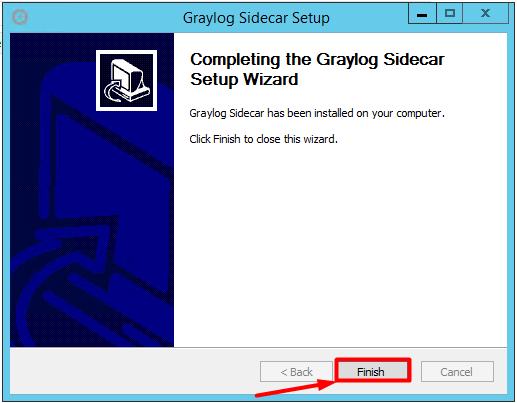 Graylog Sidecar Setup
Completing the Graylog Sidecar
Setup Wizard
Graylog Sidecar has been installed on your computer.
Click Finish to close this wizard.
< Back
Finish
Cancel